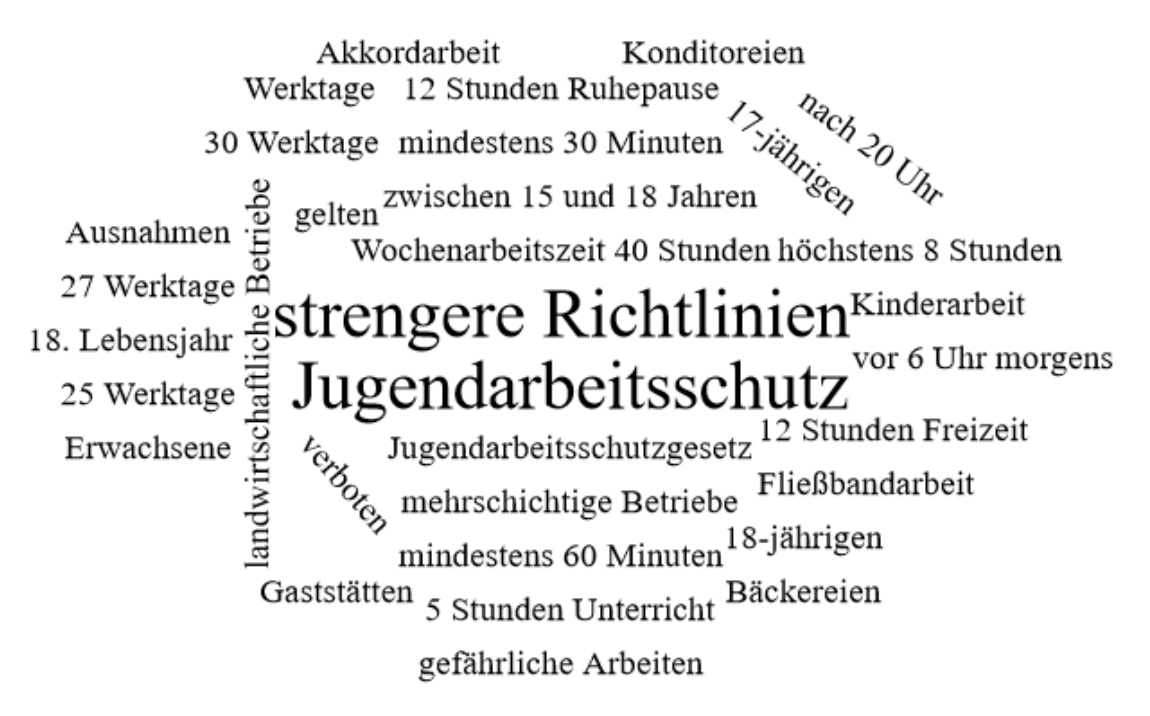 Akkordarbeit
Konditoreien
Werktage
12 Stunden Ruhepause
nach 20 Uhr
17-jährigen
30 Werktage
mindestens 30 Minuten
zwischen 15 und 18 Jahren
gelten
Ausnahmen
landwirtschaftliche Betriebe
Wochenarbeitszeit 40 Stunden
höchstens 8 Stunden
27 Werktage
strengere Richtlinien
Kinderarbeit
18. Lebensjahr
vor 6 Uhr morgens
Jugendarbeitsschutz
25 Werktage
12 Stunden Freizeit
Erwachsene
verboten
Jugendarbeitsschutzgesetz
Fließbandarbeit
mehrschichtige Betriebe
18-jährigen
mindestens 60 Minuten
Gaststätten
Bäckereien
5 Stunden Unterricht
gefährliche Arbeiten